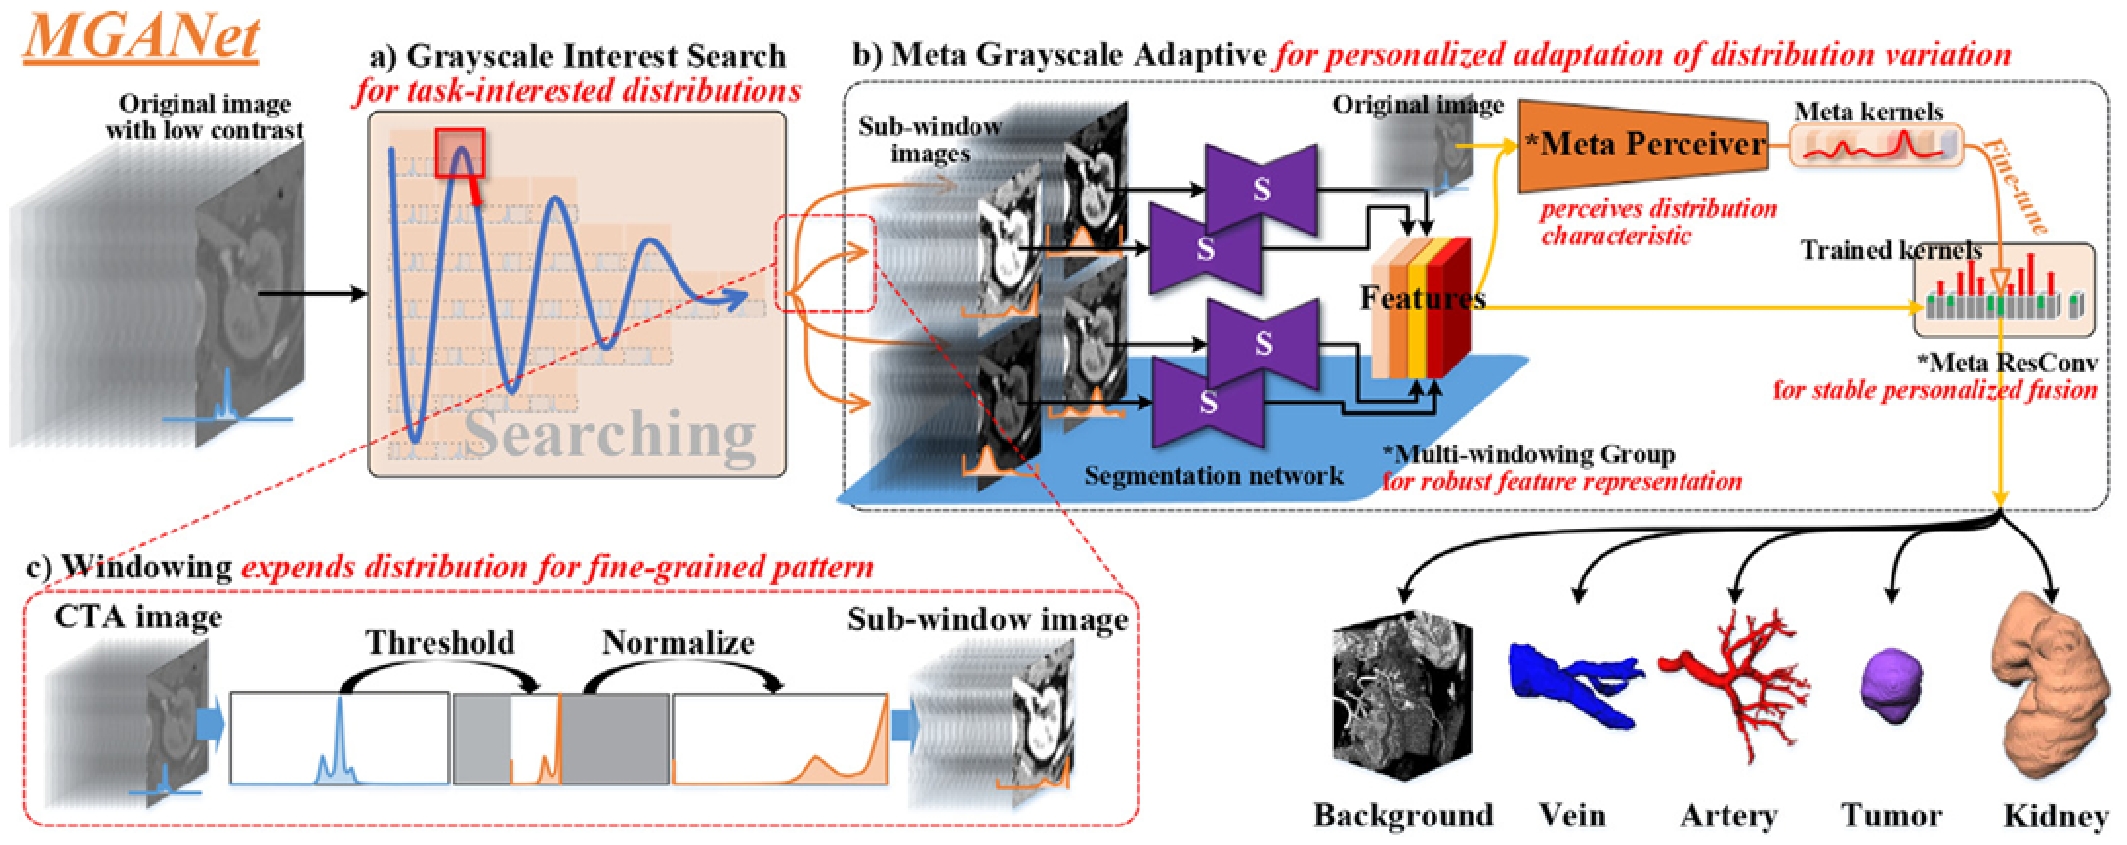 MGANet
a) Grayscale Interest Search
for task-interested distributions
b) Meta Grayscale Adaptive for personalized adaptation of distribution variation
Original image
with low contrast
Searching
Sub-window
images
S
S
S
S
Segmentation network
Features
Original image
*Meta Perceiver
perceives distribution
characteristic
Meta kernels
Fine-tune
Trained kernels
*Meta ResConv
for stable personalized fusion
*Multi-windowing Group
for robust feature representation
c) Windowing expends distribution for fine-grained pattern
CTA image
Threshold
Normalize
Sub-window image
Background
Vein
Artery
Tumor
Kidney